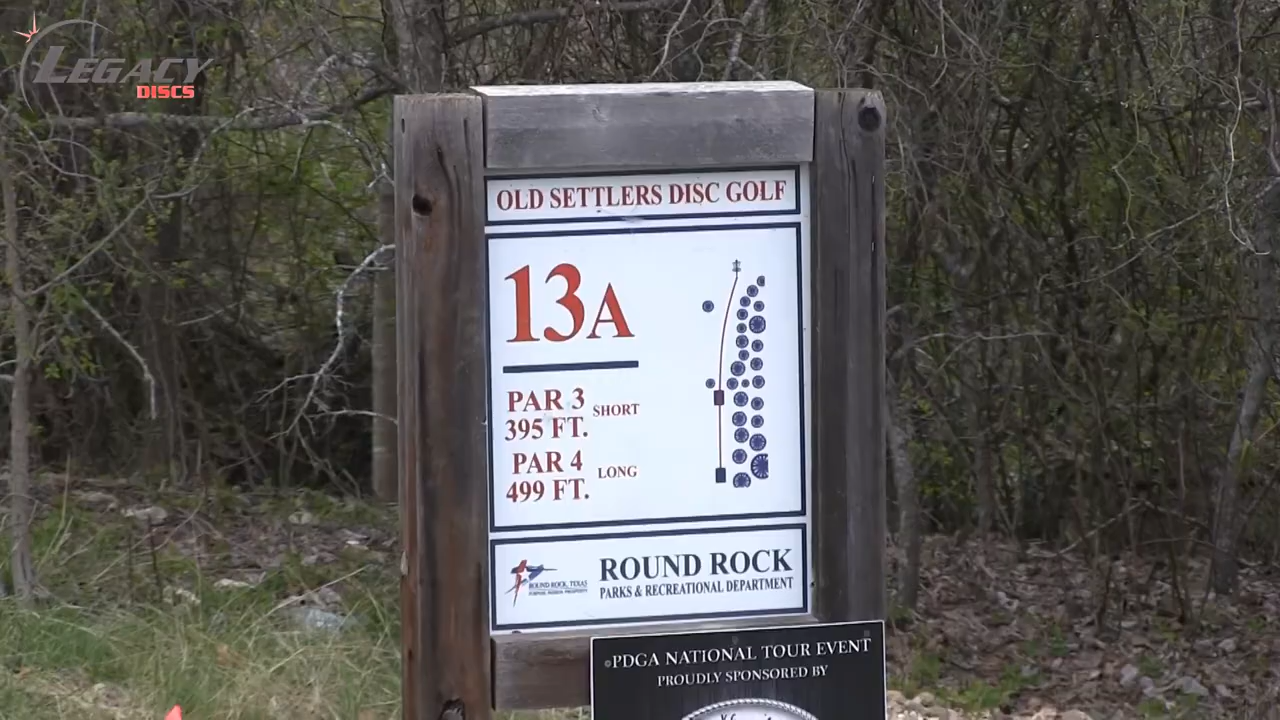 LEGACY
DISCS
OLD SETTLERS DISC GOLF
13A
PAR 3 SHORT
395 FT.
PAR 4 LONG
499 FT.
ROUND ROCK, TEXAS
ROUND ROCK
PARKS & RECREATIONAL DEPARTMENT
PDGA NATIONAL TOUR EVENT
PROUDLY SPONSORED BY